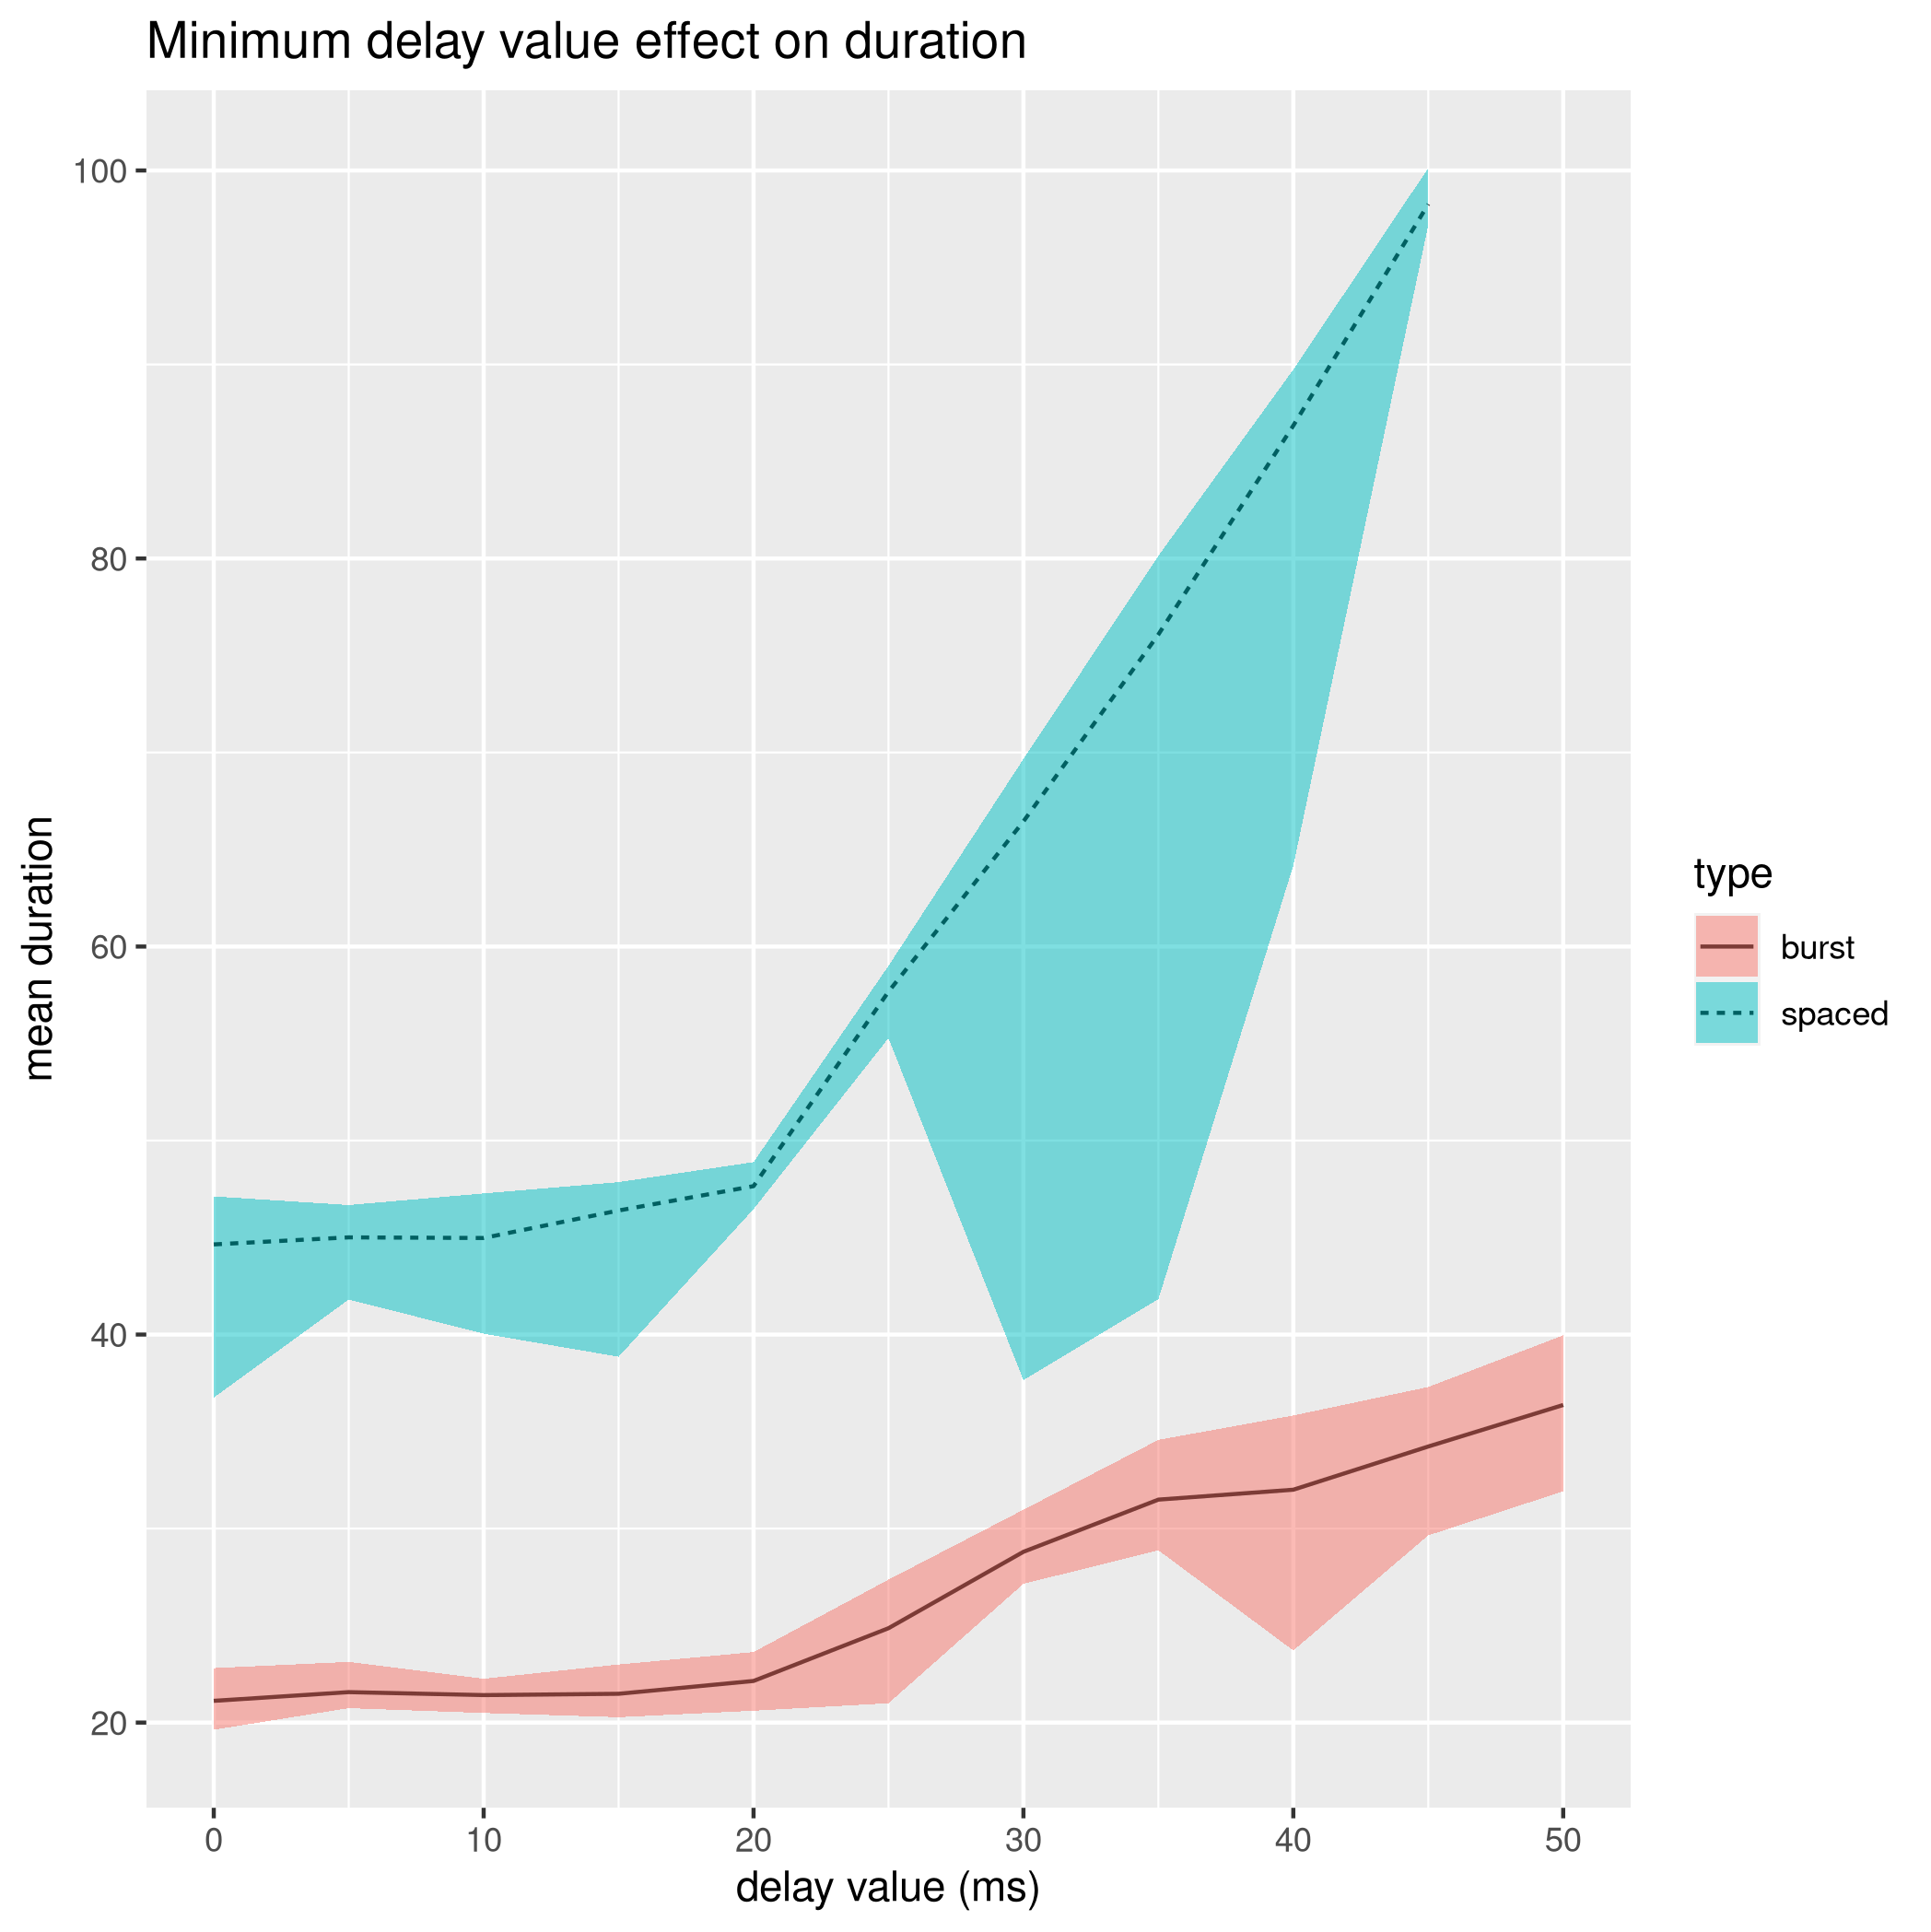 Minimum delay value effect on duration
100
80
60
40
20
mean duration
0 10 20 30 40 50
delay value (ms)
type
burst
spaced